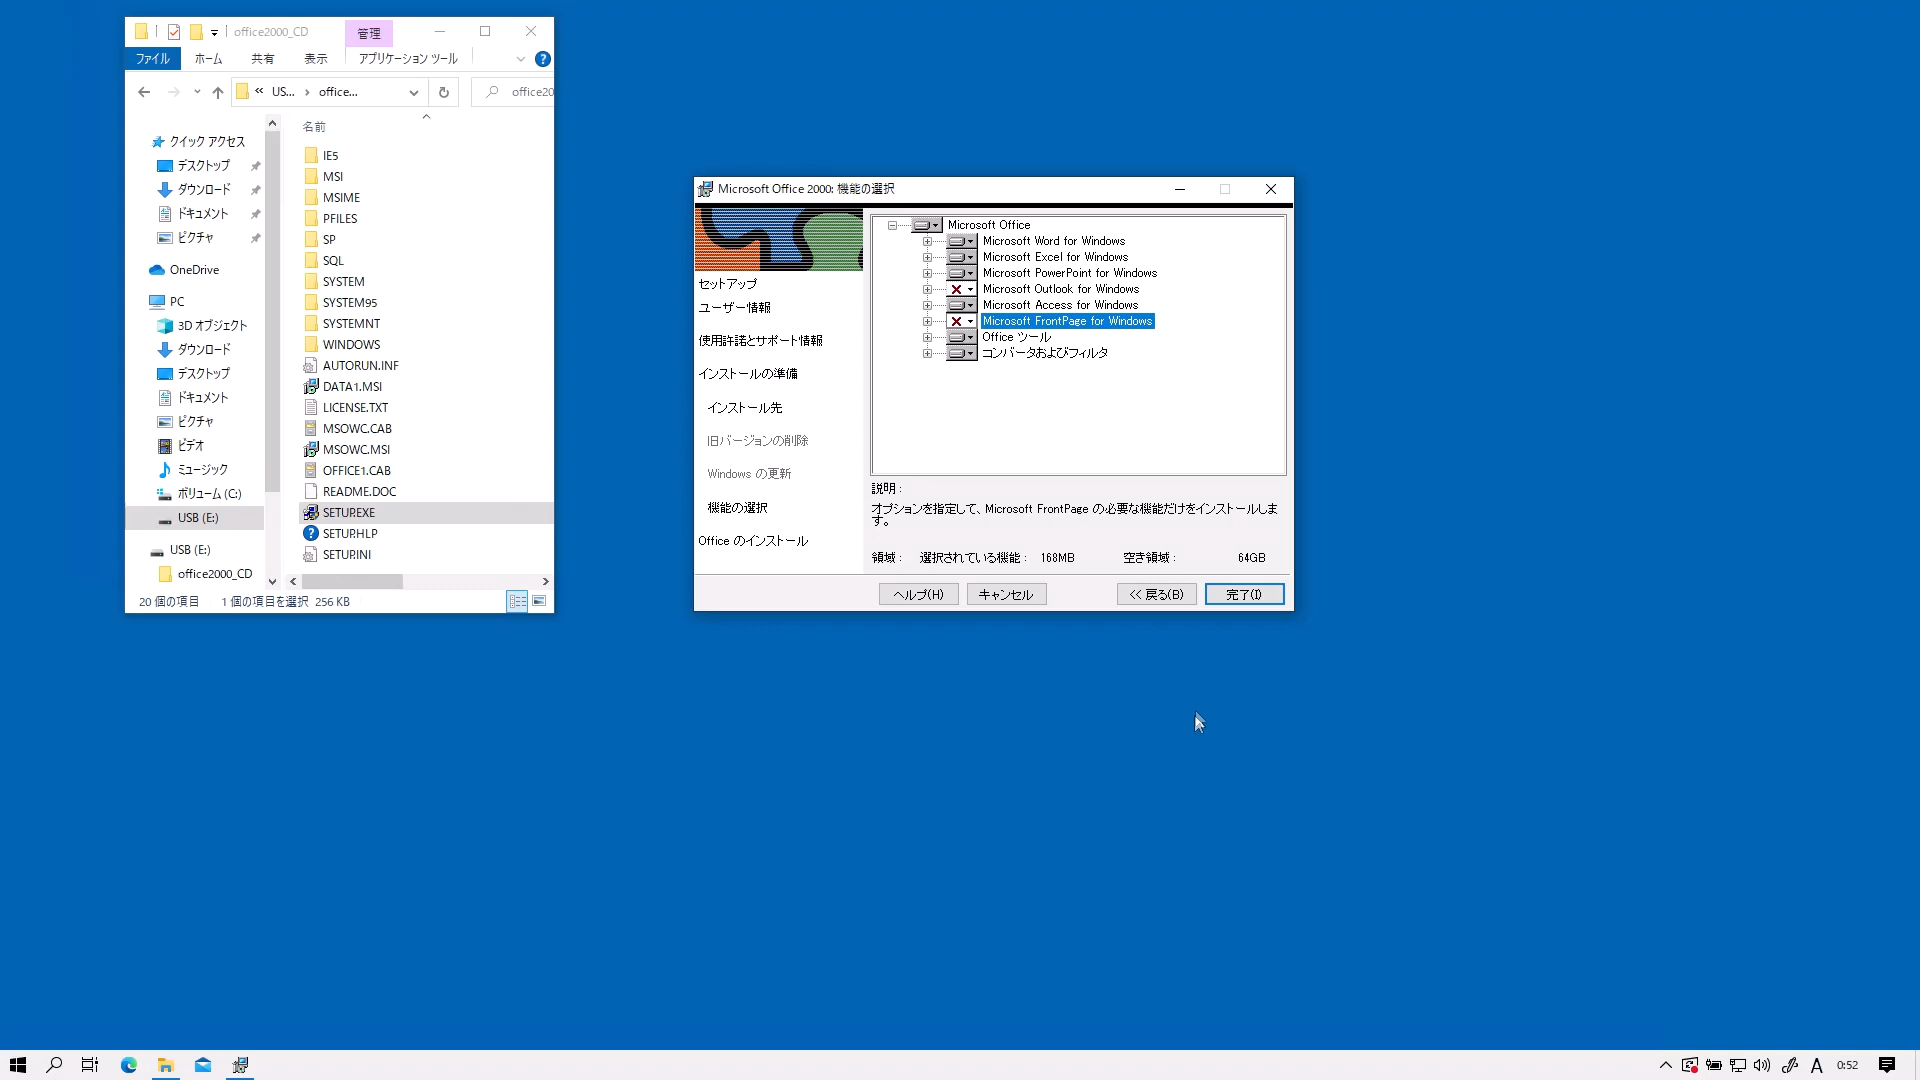 office2000_CD
管理
ファイル
ホーム
共有
表示
アプリケーション ツール
« US... › office...
office20
クイック アクセス
デスクトップ
ダウンロード
ドキュメント
ピクチャ
OneDrive
PC
3D オブジェクト
ダウンロード
デスクトップ
ドキュメント
ピクチャ
ビデオ
ミュージック
ボリューム (C:)
USB (E:)
USB (E:)
office2000_CD
名前
IE5
MSI
MSIME
PFILES
SP
SQL
SYSTEM
SYSTEM95
SYSTEMNT
WINDOWS
AUTORUN.INF
DATA1.MSI
LICENSE.TXT
MSOWC.CAB
MSOWC.MSI
OFFICE1.CAB
README.DOC
SETUP.EXE
SETUP.HLP
SETUP.INI
20 個の項目
1 個の項目を選択 256 KB
Microsoft Office 2000: 機能の選択
セットアップ
ユーザー情報
使用許諾とサポート情報
インストールの準備
インストール先
旧バージョンの削除
Windows の更新
機能の選択
Office のインストール
Microsoft Office
Microsoft Word for Windows
Microsoft Excel for Windows
Microsoft PowerPoint for Windows
Microsoft Outlook for Windows
Microsoft Access for Windows
Microsoft FrontPage for Windows
Office ツール
コンバータおよびフィルタ
説明 :
オプションを指定して、Microsoft FrontPage の必要な機能だけをインストールしま
す。
領域 : 選択されている機能 : 168MB 空き領域 : 64GB
ヘルプ(H)
キャンセル
<< 戻る(B)
完了(I)
A
0:52